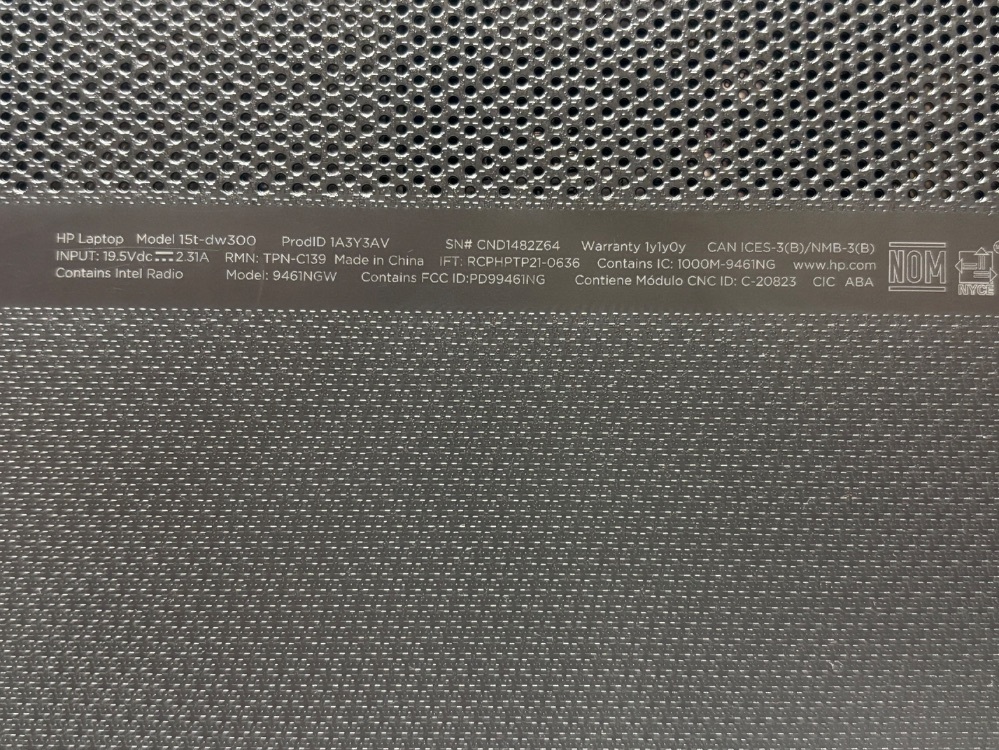 HP Laptop Model 15t-dw300 ProdID 1A3Y3AV SN# CND1482Z64 Warranty 1y1y0y CAN ICES-3(B)/NMB-3(B)
INPUT: 19.5Vdc⎓2.31A RMN: TPN-C139 Made in China IFT: RCPHPTP21-0636 Contains IC: 1000M-9461NG www.hp.com
Contains Intel Radio Model: 9461NGW Contains FCC ID:PD99461NG Contiene Módulo CNC ID: C-20823 CIC ABA
NOM
NYCE